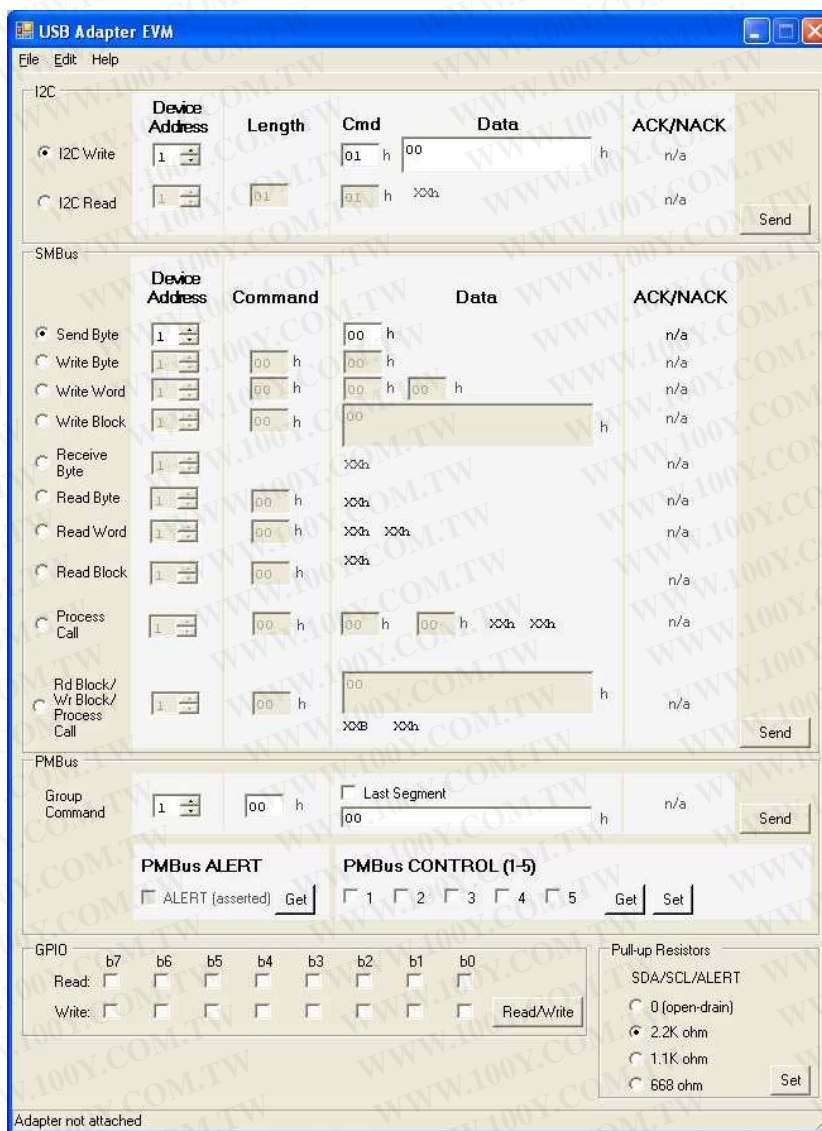 USB Adapter EVM
File Edit Help
I2C
Device Address Length Cmd Data ACK/NACK
I2C Write 1 01 h 00 h n/a
I2C Read 1 01 01 h XXh n/a
Send
SMBus
Device Address Command Data ACK/NACK
Send Byte 1 00 h n/a
Write Byte 1 00 h 00 h n/a
Write Word 1 00 h 00 h 00 h n/a
Write Block 1 00 h 00 h n/a
Receive Byte 1 XXh n/a
Read Byte 1 00 h XXh n/a
Read Word 1 00 h XXh XXh n/a
Read Block 1 00 h XXh n/a
Process Call 1 00 h 00 h 00 h XXh XXh n/a
Rd Block/ Wr Block/ Process Call 1 00 h 00 h n/a
XXB XXh
Send
PMBus
Group Command 1 00 h Last Segment n/a
00 h Send
PMBus ALERT PMBus CONTROL (1-5)
ALERT (asserted) Get 1 2 3 4 5 Get Set
GPIO
b7 b6 b5 b4 b3 b2 b1 b0
Read:
Write: Read/Write
Pull-up Resistors
SDA/SCL/ALERT
0 (open-drain)
2.2K ohm
1.1K ohm
668 ohm
Set
Adapter not attached
WWW.100Y.COM.TW